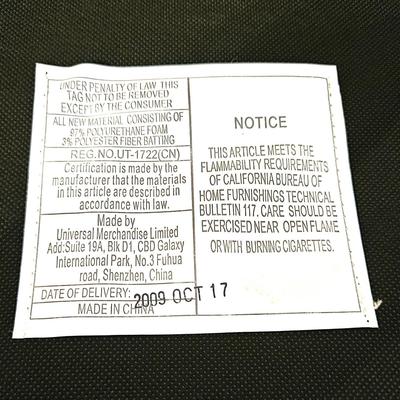 UNDER PENALTY OF LAW THIS
TAG NOT TO BE REMOVED
EXCEPT BY THE CONSUMER
ALL NEW MATERIAL CONSISTING OF
97% POLYURETHANE FOAM
3% POLYESTER FIBER BATTING
REG.NO.UT-1722(CN)
Certification is made by the
manufacturer that the materials
in this article are described in
accordance with law.
Made by
Universal Merchandise Limited
Add:Suite 19A, Blk D1, CBD Galaxy
International Park, No.3 Fuhua
road, Shenzhen, China
DATE OF DELIVERY: 2009 OCT 17
MADE IN CHINA
NOTICE
THIS ARTICLE MEETS THE
FLAMMABILITY REQUIREMENTS
OF CALIFORNIA BUREAU OF
HOME FURNISHINGS TECHNICAL
BULLETIN 117. CARE SHOULD BE
EXERCISED NEAR OPEN FLAME
OR WITH BURNING CIGARETTES.